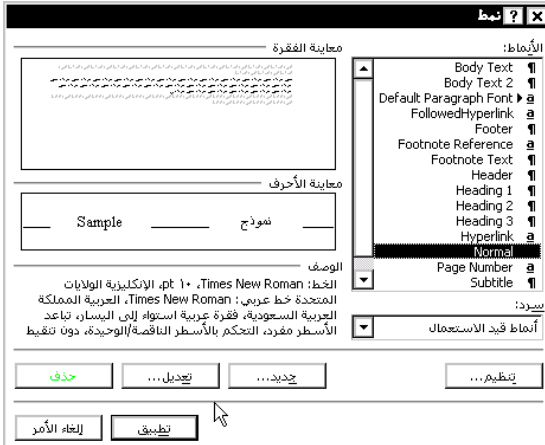 نمط
الأنماط:
Body Text
Body Text 2
Default Paragraph Font
FollowedHyperlink
Footer
Footnote Reference
Footnote Text
Header
Heading 1
Heading 2
Heading 3
Hyperlink
Normal
Page Number
Subtitle
سرد:
أنماط قيد الاستعمال
معاينة الفقرة
معاينة الأحرف
نموذج Sample
الوصف
الخط: Times New Roman، ١٠ pt، الإنكليزية الولايات
المتحدة خط عربي: Times New Roman، العربية المملكة
العربية السعودية، فقرة عربية استواء إلى اليسار، تباعد
الأسطر مفرد، التحكم بالأسطر الناقصة/الوحيدة، دون تنقيط
تنظيم... جديد... تعديل... حذف
تطبيق إلغاء الأمر